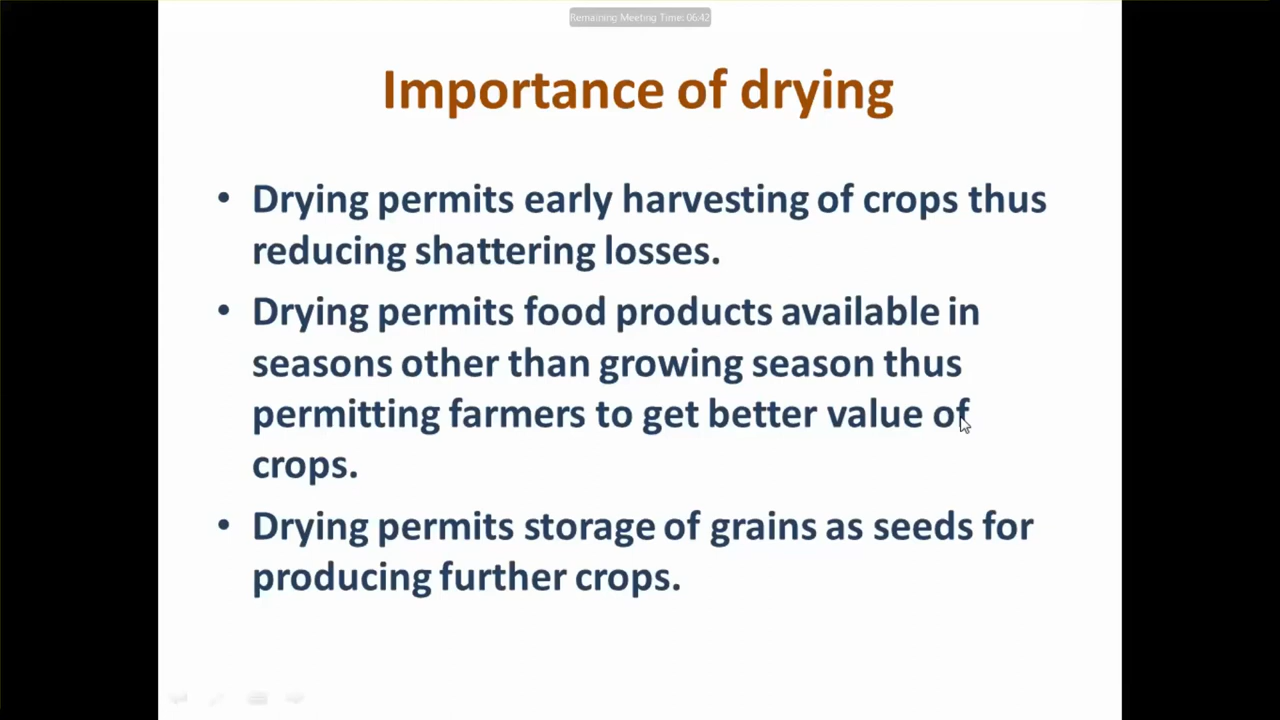 Remaining Meeting Time: 06:42
Importance of drying
• Drying permits early harvesting of crops thus
reducing shattering losses.
• Drying permits food products available in
seasons other than growing season thus
permitting farmers to get better value of
crops.
• Drying permits storage of grains as seeds for
producing further crops.